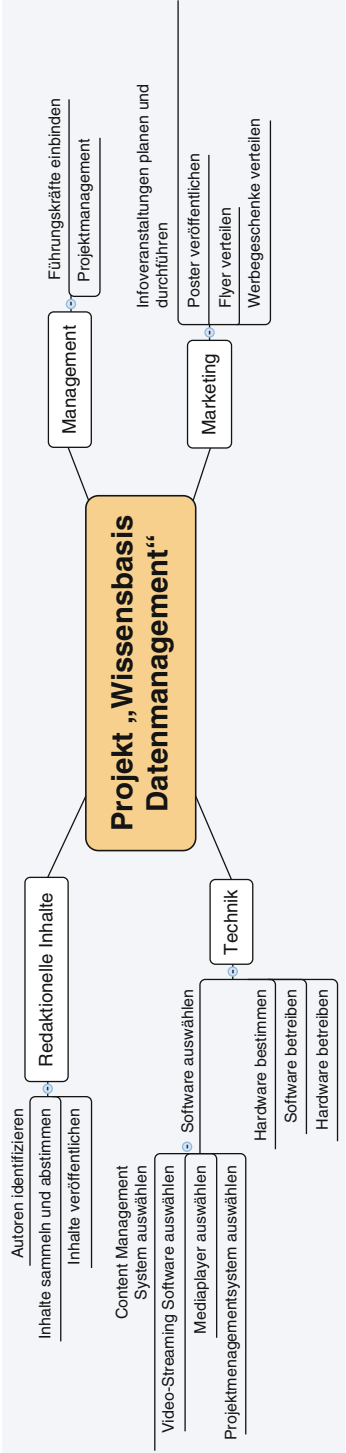 Projekt „Wissensbasis
Datenmanagement“
Management
Führungskräfte einbinden
Projektmanagement
Marketing
Infoveranstaltungen planen und
durchführen
Poster veröffentlichen
Flyer verteilen
Werbegeschenke verteilen
Redaktionelle Inhalte
Autoren identifizieren
Inhalte sammeln und abstimmen
Inhalte veröffentlichen
Technik
Software auswählen
Content Management
System auswählen
Video-Streaming Software auswählen
Mediaplayer auswählen
Projektmenagementsystem auswählen
Hardware bestimmen
Software betreiben
Hardware betreiben